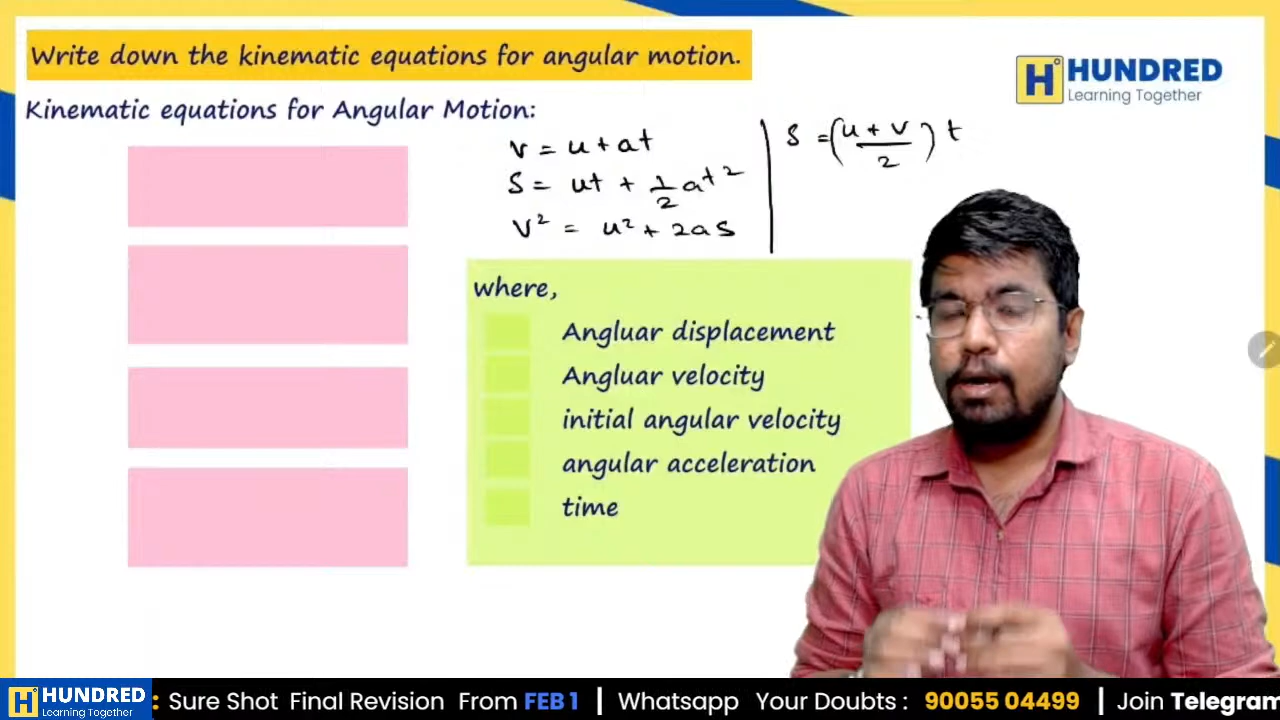 Write down the kinematic equations for angular motion.
HUNDRED
Learning Together
Kinematic equations for Angular Motion:
v = u + at
s = ut + 1/2 at²
v² = u² + 2as
s = (u + v / 2) t
where,
Angluar displacement
Angluar velocity
initial angular velocity
angular acceleration
time
HUNDRED
Learning Together
: Sure Shot Final Revision From FEB 1 | Whatsapp Your Doubts : 90055 04499 | Join Telegran